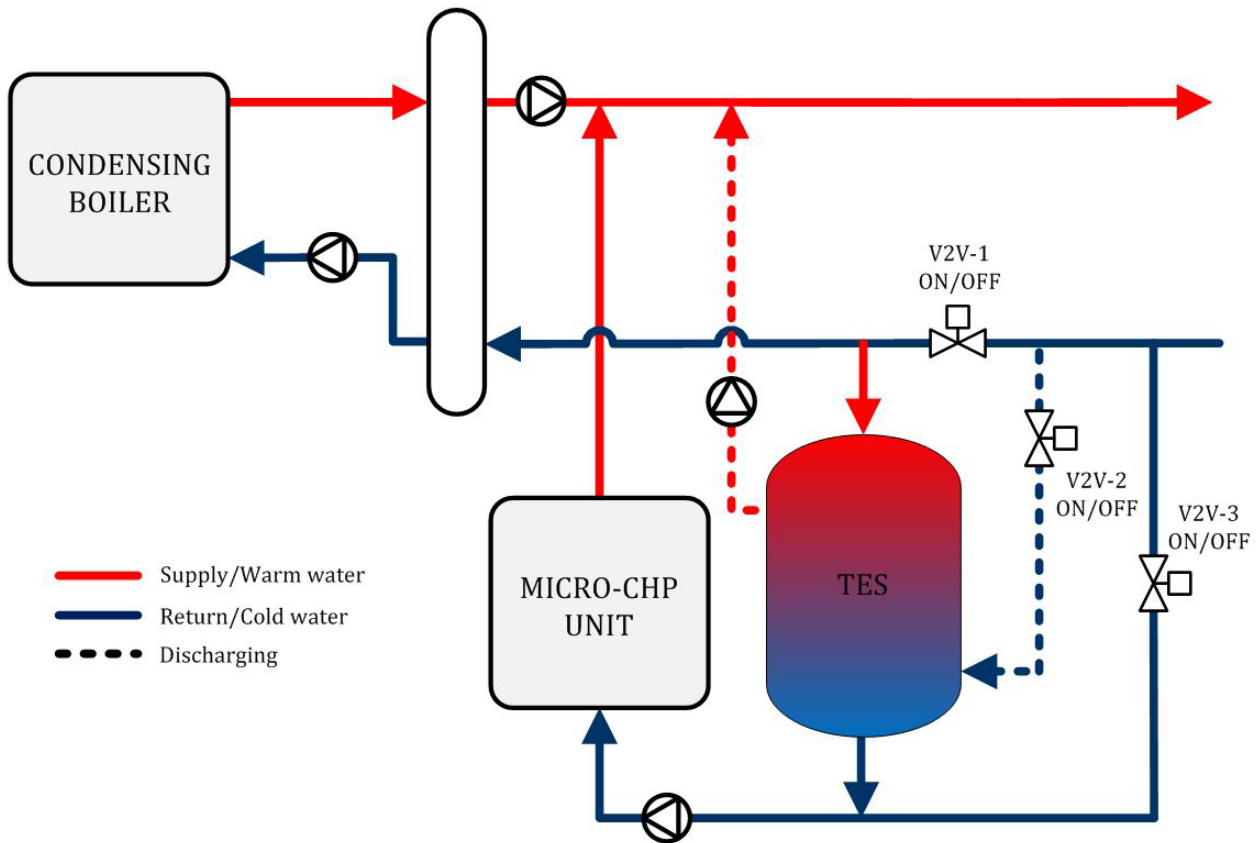 CONDENSING
BOILER
V2V-1
ON/OFF
V2V-2
ON/OFF
V2V-3
ON/OFF
MICRO-CHP
UNIT
TES
Supply/Warm water
Return/Cold water
Discharging